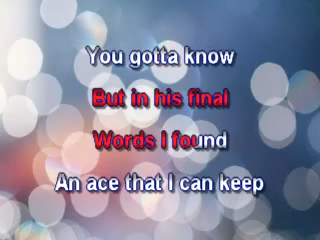 You gotta know
But in his final
Words I found
An ace that I can keep